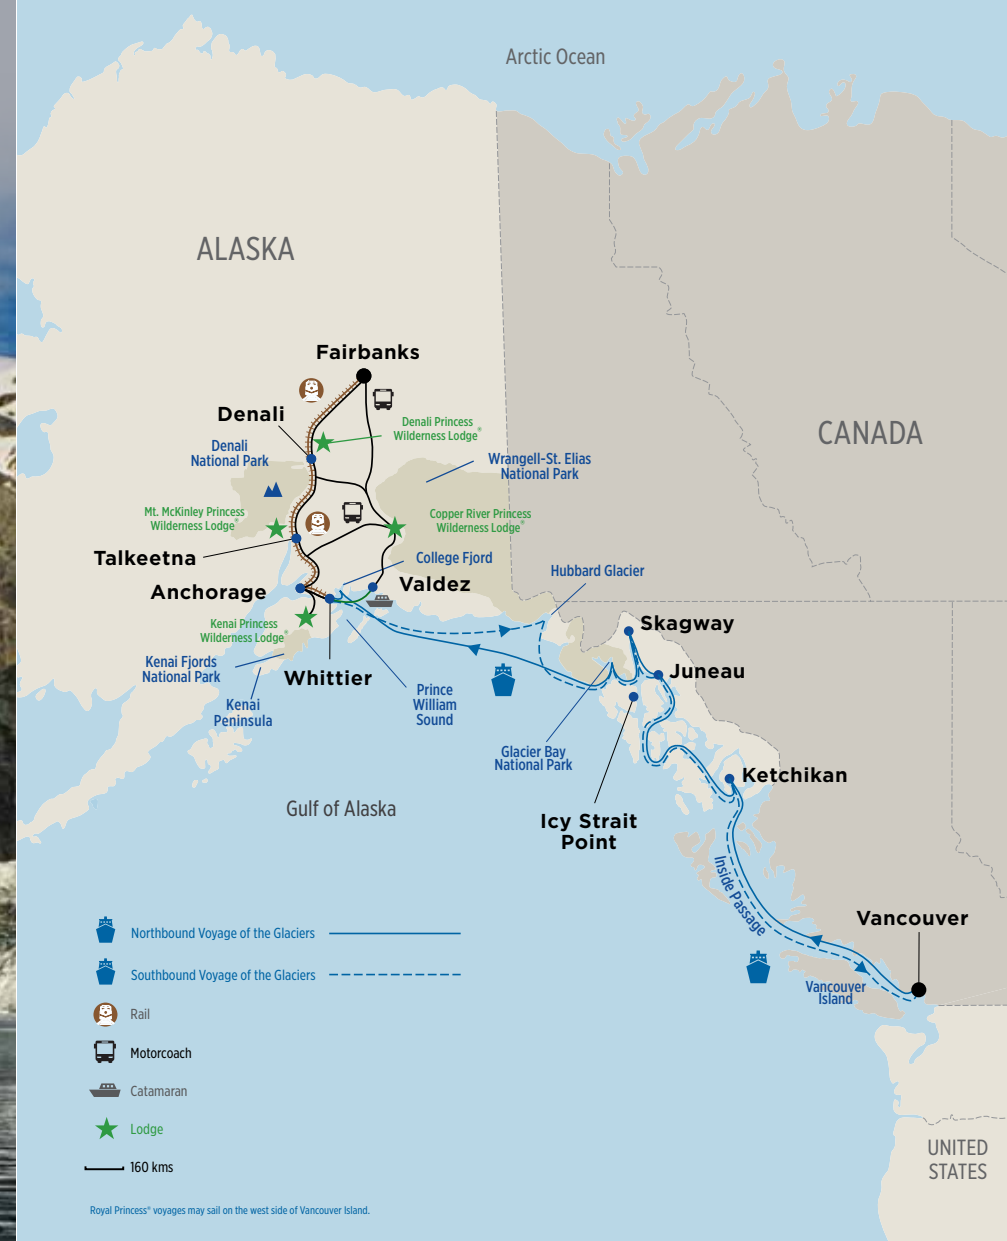 Arctic Ocean
ALASKA
Fairbanks
Denali
Denali
National Park
Denali Princess
Wilderness Lodge®
CANADA
Wrangell-St. Elias
National Park
Mt. McKinley Princess
Wilderness Lodge®
Copper River Princess
Wilderness Lodge®
Talkeetna
College Fjord
Hubbard Glacier
Anchorage
Valdez
Kenai Princess
Wilderness Lodge®
Skagway
Kenai Fjords
National Park
Whittier
Juneau
Kenai
Peninsula
Prince
William
Sound
Glacier Bay
National Park
Ketchikan
Gulf of Alaska
Icy Strait
Point
Inside Passage
Vancouver
Vancouver
Island
Northbound Voyage of the Glaciers
Southbound Voyage of the Glaciers
Rail
Motorcoach
Catamaran
Lodge
160 kms
UNITED
STATES
Royal Princess® voyages may sail on the west side of Vancouver Island.